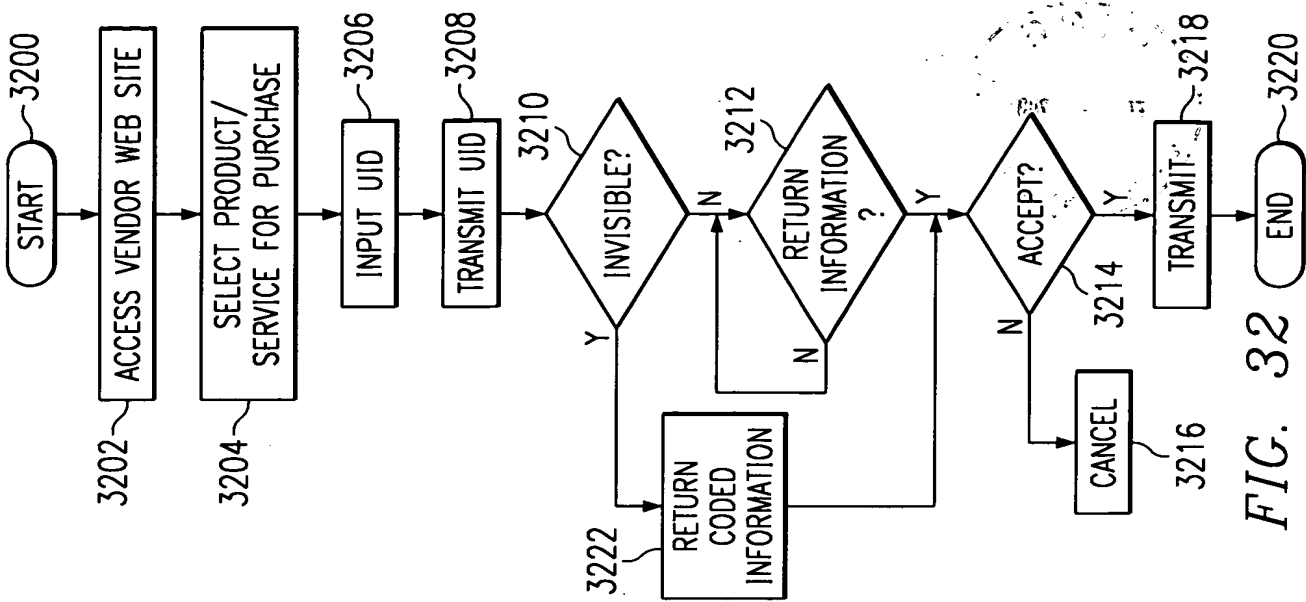 START
3200
ACCESS VENDOR WEB SITE
3202
SELECT PRODUCT/
SERVICE FOR PURCHASE
3204
INPUT UID
3206
TRANSMIT UID
3208
INVISIBLE?
3210
Y
N
RETURN
CODED
INFORMATION
3222
RETURN
INFORMATION
?
3212
N
Y
ACCEPT?
3214
N
Y
CANCEL
3216
TRANSMIT
3218
END
3220
FIG. 32